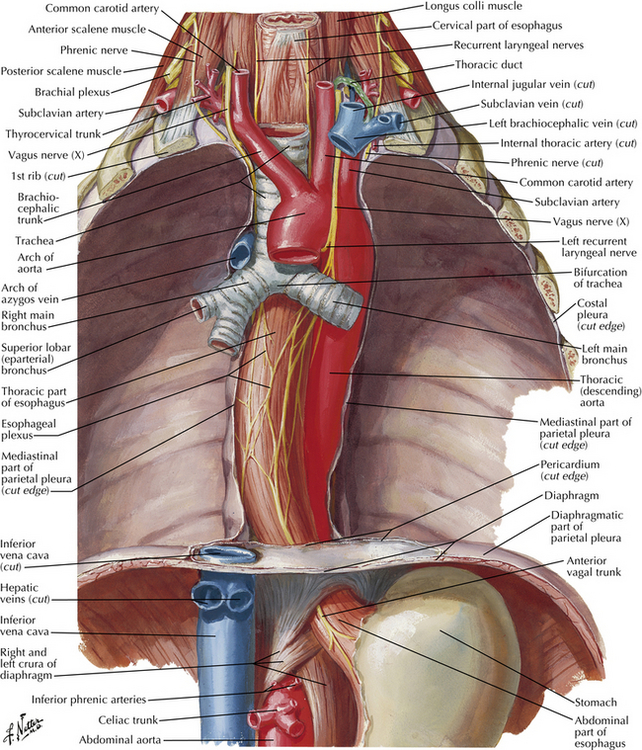 Common carotid artery
Anterior scalene muscle
Phrenic nerve
Posterior scalene muscle
Brachial plexus
Subclavian artery
Thyrocervical trunk
Vagus nerve (X)
1st rib (cut)
Brachio-
cephalic
trunk
Trachea
Arch of
aorta
Arch of
azygos vein
Right main
bronchus
Superior lobar
(eparterial)
bronchus
Thoracic part
of esophagus
Esophageal
plexus
Mediastinal
part of
parietal pleura
(cut edge)
Inferior
vena cava
(cut)
Hepatic
veins (cut)
Inferior
vena cava
Right and
left crura of
diaphragm
Inferior phrenic arteries
Celiac trunk
Abdominal aorta
Longus colli muscle
Cervical part of esophagus
Recurrent laryngeal nerves
Thoracic duct
Internal jugular vein (cut)
Subclavian vein (cut)
Left brachiocephalic vein (cut)
Internal thoracic artery (cut)
Phrenic nerve (cut)
Common carotid artery
Subclavian artery
Vagus nerve (X)
Left recurrent
laryngeal nerve
Bifurcation
of trachea
Costal
pleura
(cut edge)
Left main
bronchus
Thoracic
(descending)
aorta
Mediastinal part of
parietal pleura
(cut edge)
Pericardium
(cut edge)
Diaphragm
Diaphragmatic
part of
parietal pleura
Anterior
vagal trunk
Stomach
Abdominal
part of
esophagus